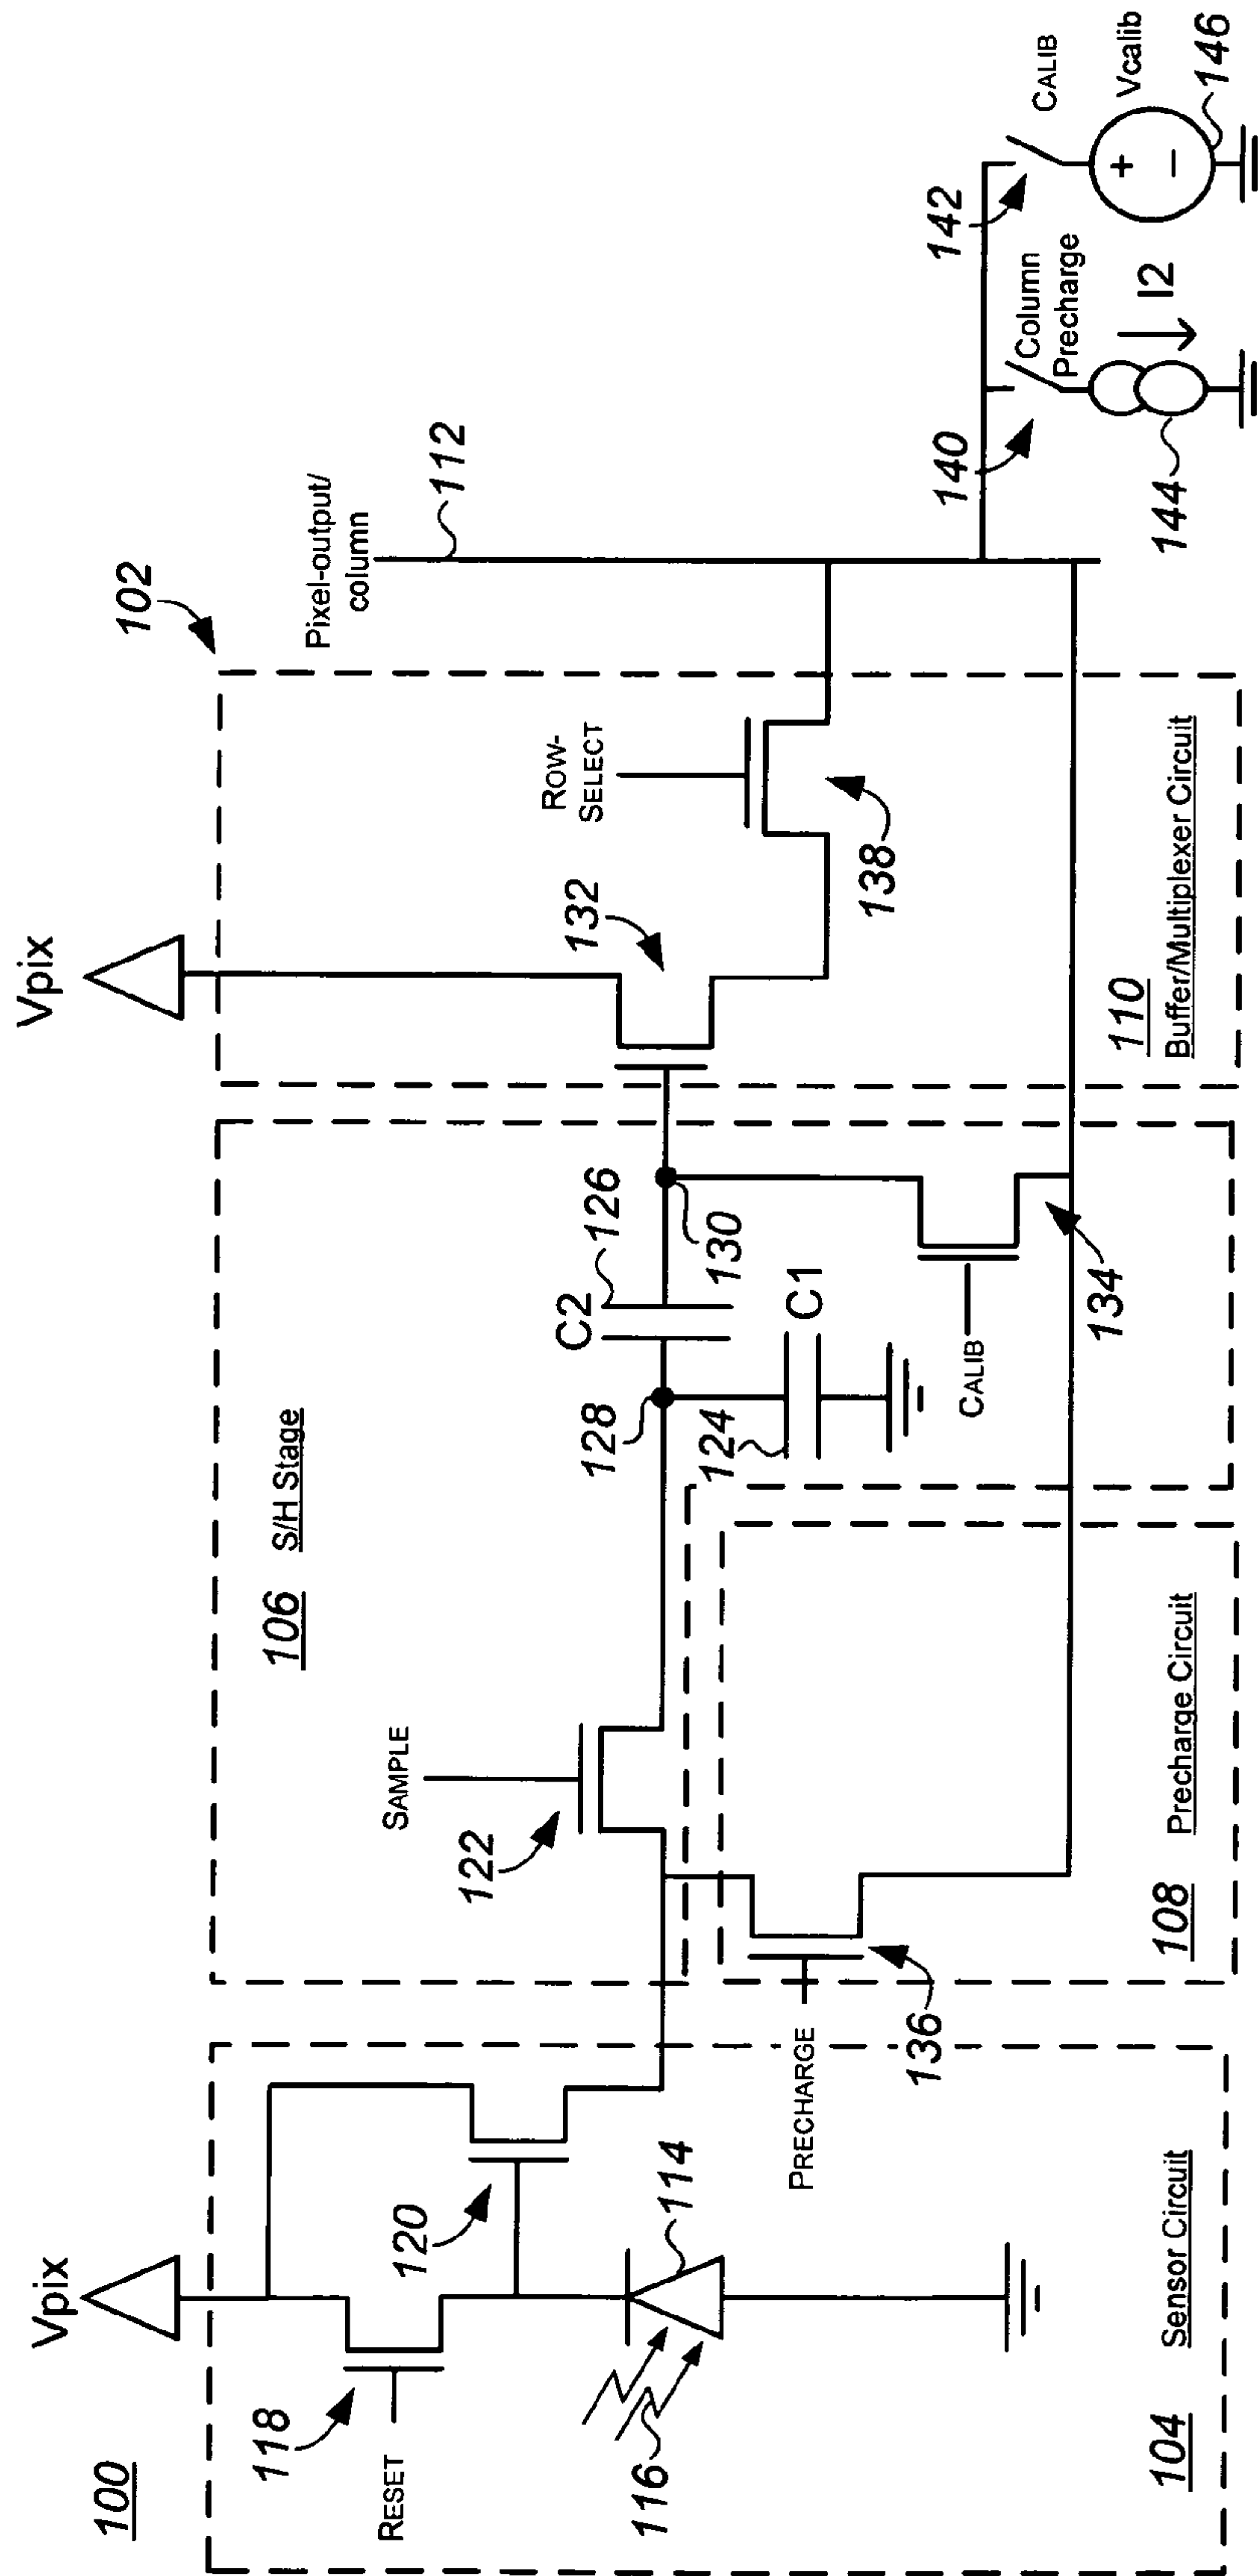 100
102
Vpix
Vpix
118
RESET
120
116
114
104
Sensor Circuit
106
S/H Stage
SAMPLE
122
128
C2
126
130
124
C1
CALIB
134
PRECHARGE
136
108
Precharge Circuit
132
ROW-
SELECT
138
110
Buffer/Multiplexer Circuit
Pixel-output/
column
112
140
Column
Precharge
144
I2
142
CALIB
+
−
Vcalib
146